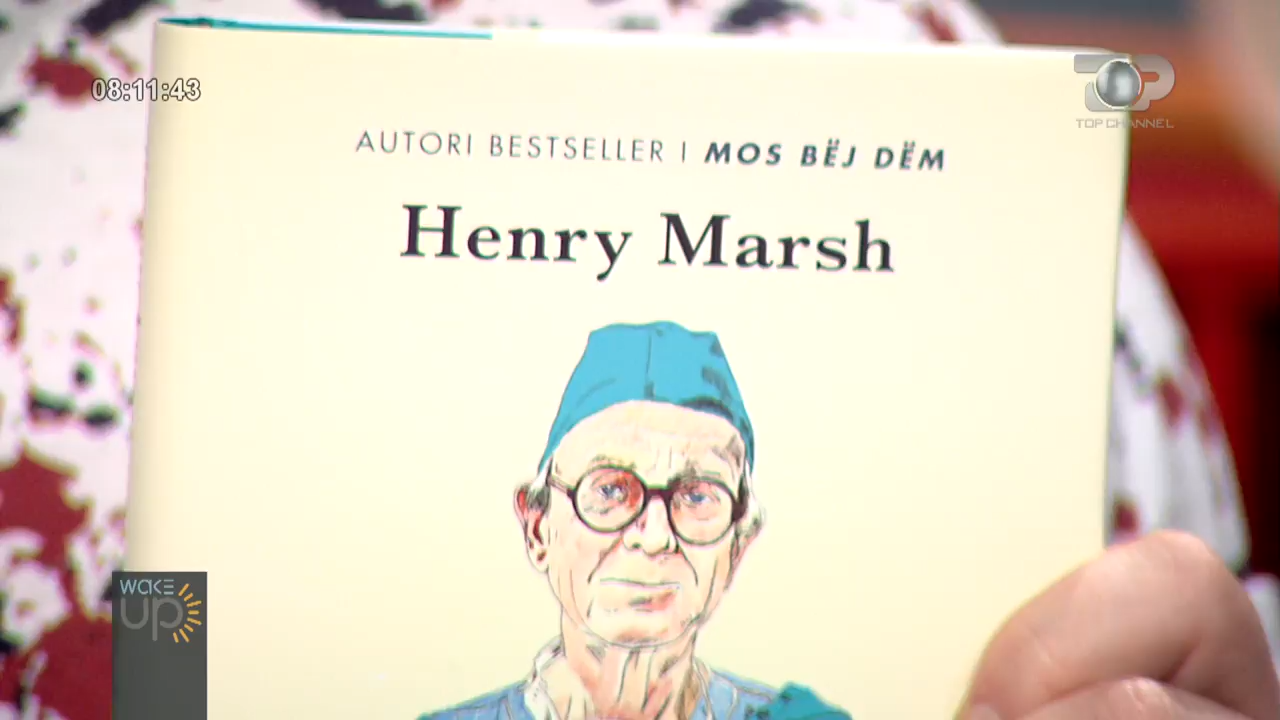 08:11:43
TOP CHANNEL
AUTORI BESTSELLER I MOS BËJ DËM
Henry Marsh
WAKE
up